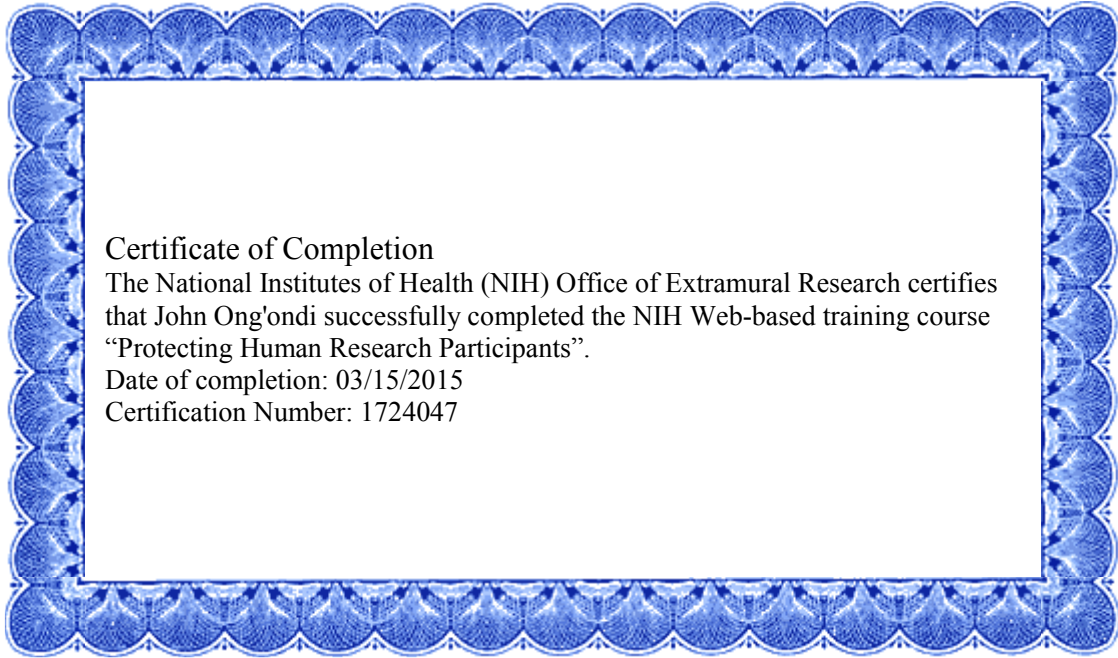 Certificate of Completion
The National Institutes of Health (NIH) Office of Extramural Research certifies
that John Ong'ondi successfully completed the NIH Web-based training course
“Protecting Human Research Participants”.
Date of completion: 03/15/2015
Certification Number: 1724047